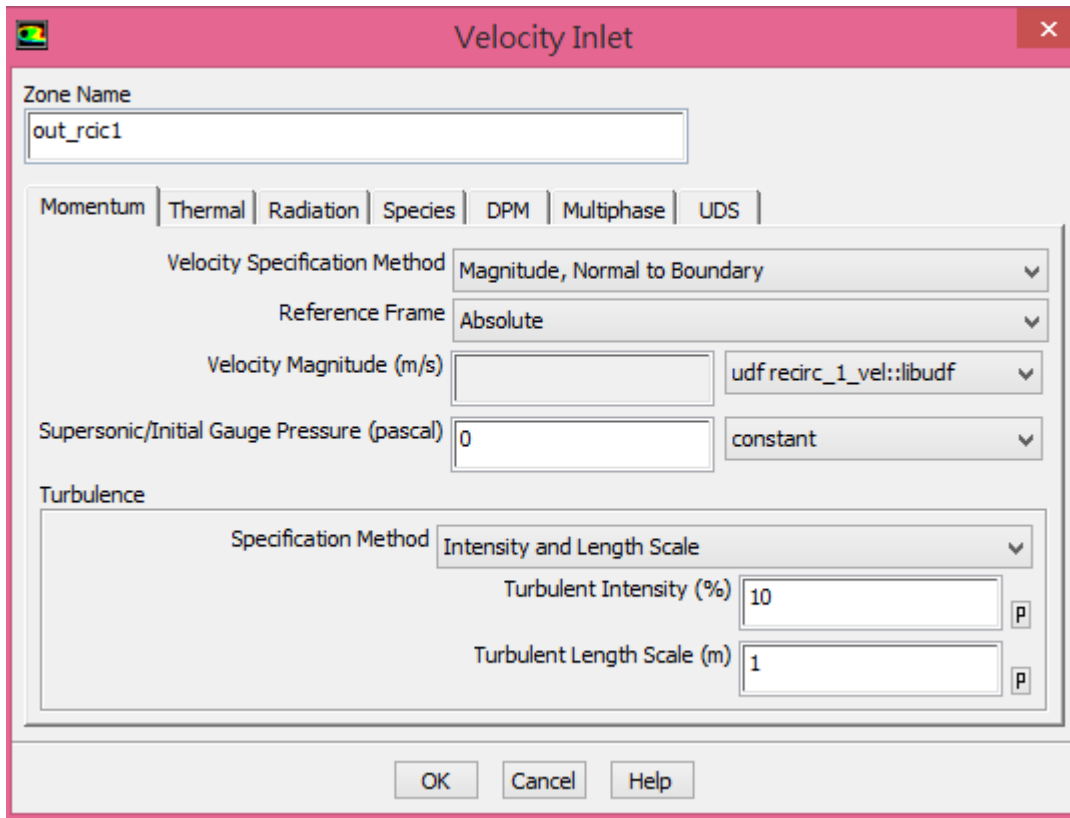 Velocity Inlet
Zone Name
out_rcic1
Momentum Thermal Radiation Species DPM Multiphase UDS
Velocity Specification Method Magnitude, Normal to Boundary
Reference Frame Absolute
Velocity Magnitude (m/s) udf recirc_1_vel::libudf
Supersonic/Initial Gauge Pressure (pascal) 0 constant
Turbulence
Specification Method Intensity and Length Scale
Turbulent Intensity (%) 10 P
Turbulent Length Scale (m) 1 P
OK Cancel Help